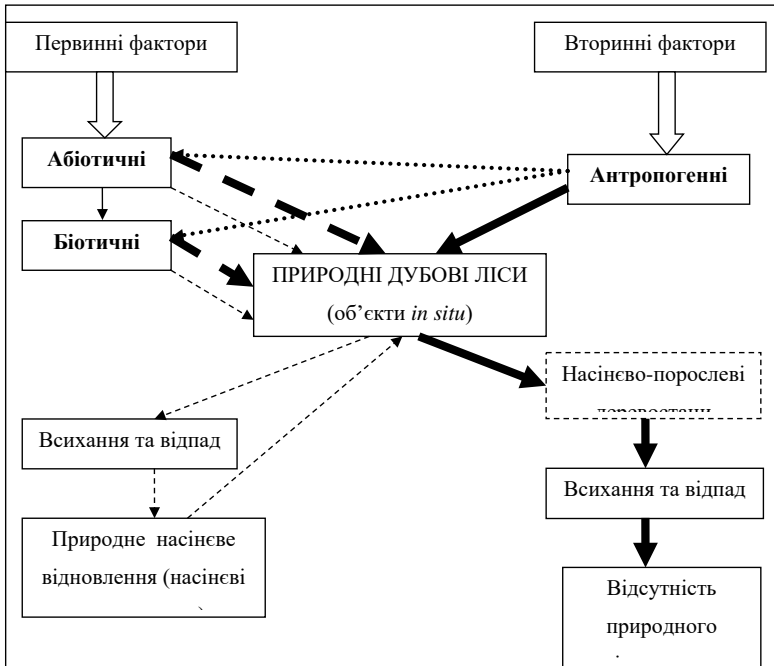 Первинні фактори
Вторинні фактори
Абіотичні
Антропогенні
Біотичні
ПРИРОДНІ ДУБОВІ ЛІСИ
(об’єкти in situ)
Насінєво-порослеві
деревостани
Всихання та відпад
Всихання та відпад
Природне насінєве
відновлення (насінєві
Відсутність
природного